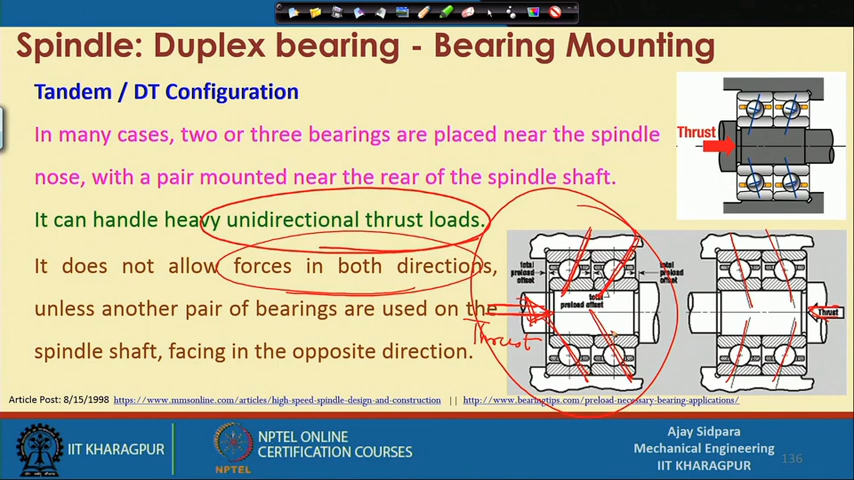 Spindle: Duplex bearing - Bearing Mounting
Tandem / DT Configuration
In many cases, two or three bearings are placed near the spindle
nose, with a pair mounted near the rear of the spindle shaft.
It can handle heavy unidirectional thrust loads.
It does not allow forces in both directions,
unless another pair of bearings are used on the
spindle shaft, facing in the opposite direction.
Thrust
total
preload
offset
total
preload offset
total
preload
offset
Thrust
Thrust
Article Post: 8/15/1998 https://www.mmsonline.com/articles/high-speed-spindle-design-and-construction || http://www.bearingtips.com/preload-necessary-bearing-applications/
IIT KHARAGPUR
NPTEL
NPTEL ONLINE
CERTIFICATION COURSES
Ajay Sidpara
Mechanical Engineering
IIT KHARAGPUR
136